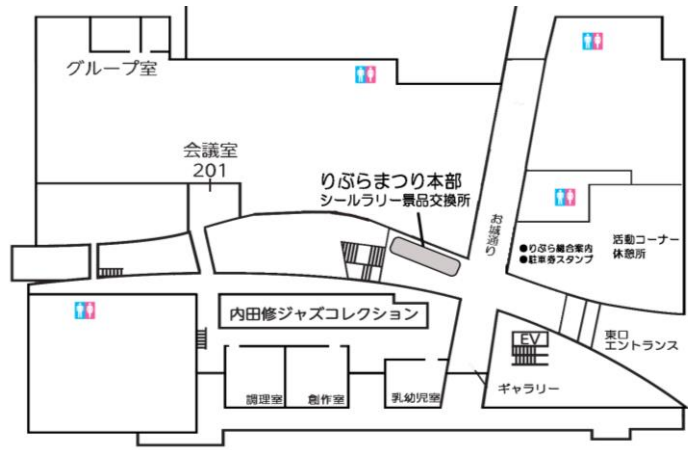 グループ室
会議室
201
りぶらまつり本部
シールラリー景品交換所
お城通り
●りぶら総合案内
●駐車券スタンプ
活動コーナー
休憩所
内田修ジャズコレクション
EV
東口
エントランス
調理室
創作室
乳幼児室
ギャラリー